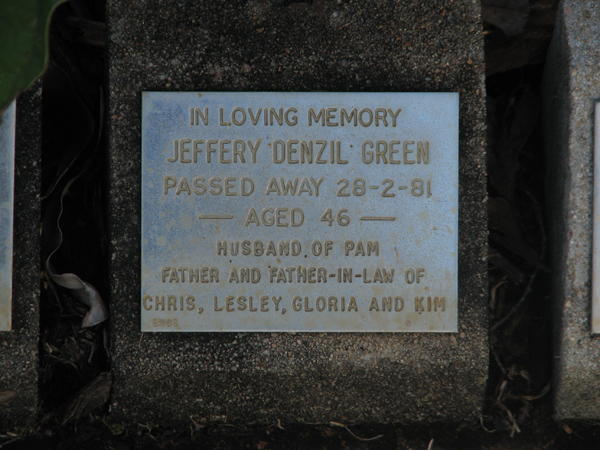 IN LOVING MEMORY
JEFFERY DENZIL GREEN
PASSED AWAY 28-2-81
— AGED 46 —
HUSBAND OF PAM
FATHER AND FATHER-IN-LAW OF
CHRIS, LESLEY, GLORIA AND KIM